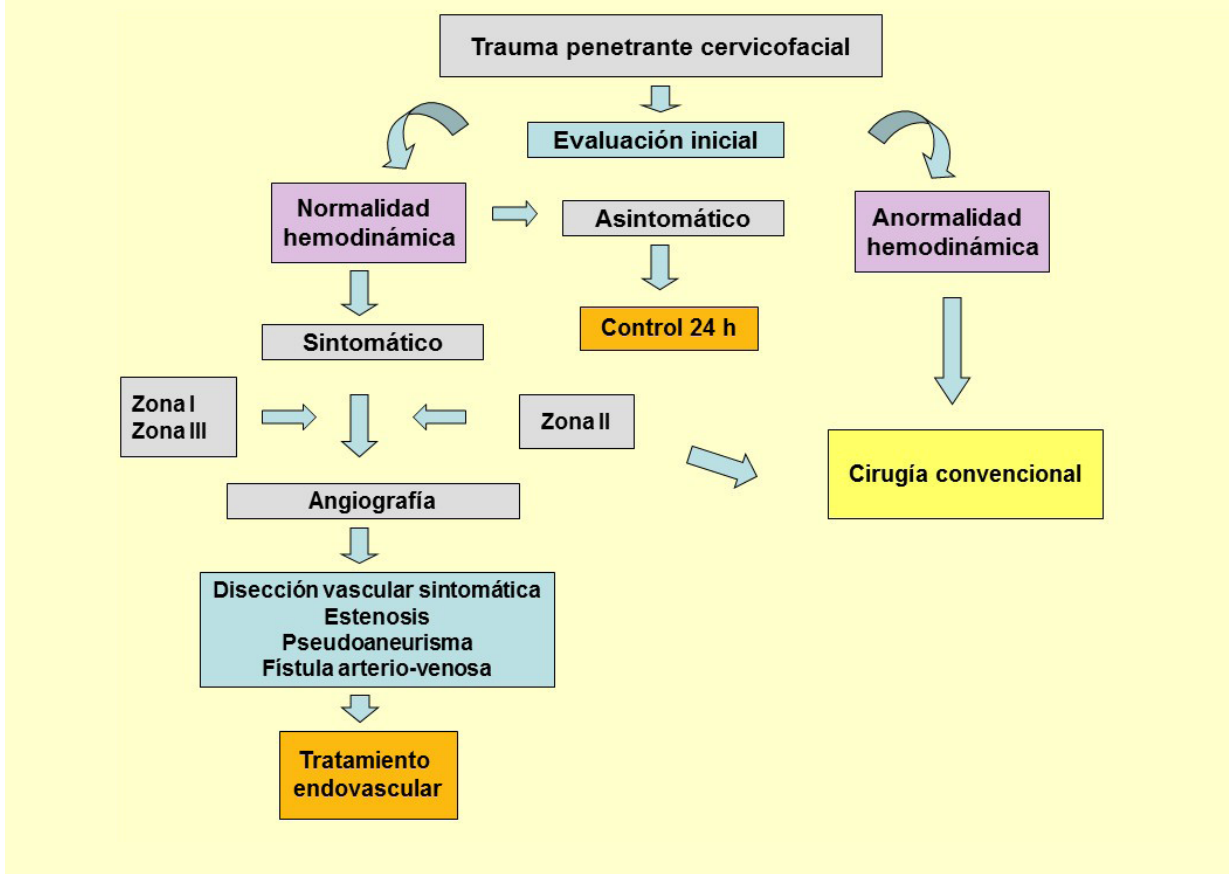 Trauma penetrante cervicofacial
Evaluación inicial
Normalidad
hemodinámica
Asintomático
Anormalidad
hemodinámica
Control 24 h
Sintomático
Zona I
Zona III
Zona II
Cirugía convencional
Angiografía
Disección vascular sintomática
Estenosis
Pseudoaneurisma
Fístula arterio-venosa
Tratamiento
endovascular